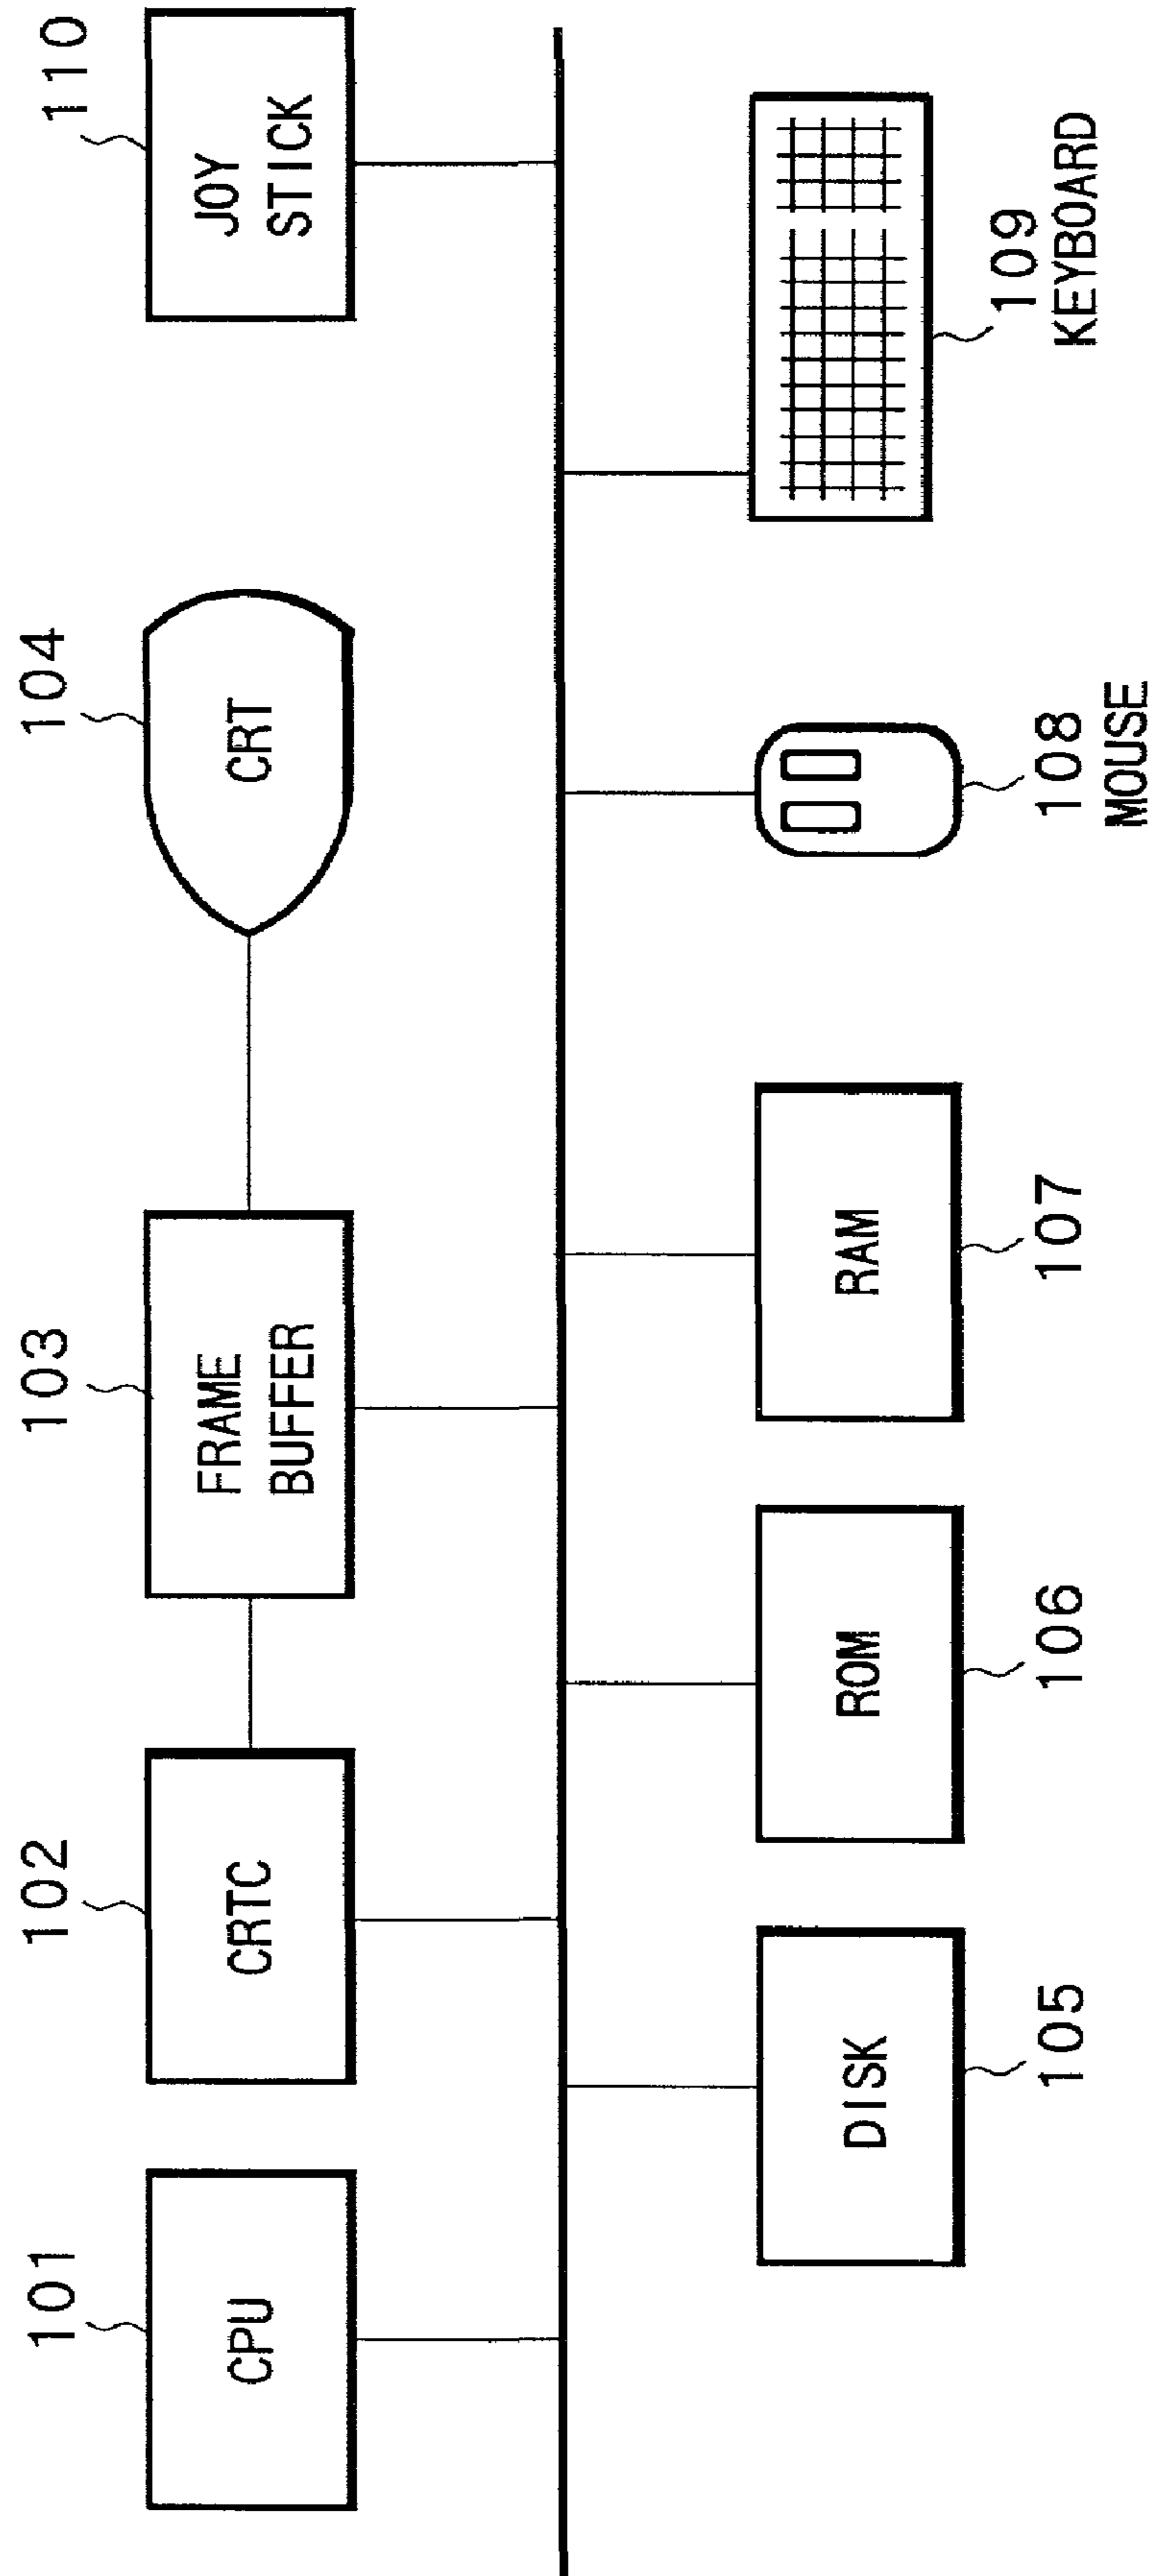 101
CPU
102
CRTC
103
FRAME
BUFFER
104
CRT
110
JOY
STICK
DISK
105
ROM
106
RAM
107
108
MOUSE
109
KEYBOARD